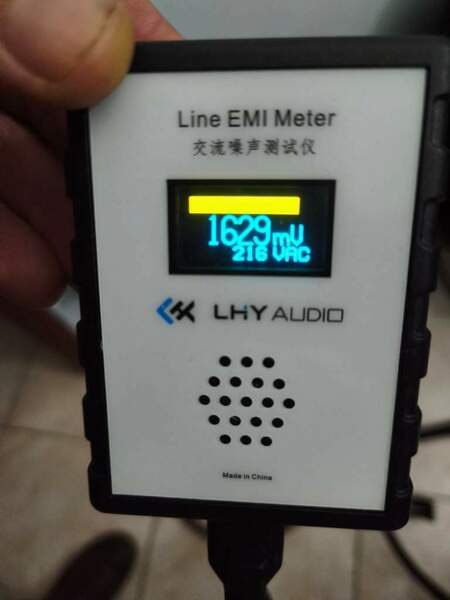 Line EMI Meter
交流噪声测试仪
1629mV
216 VAC
LHY AUDIO
Made in China